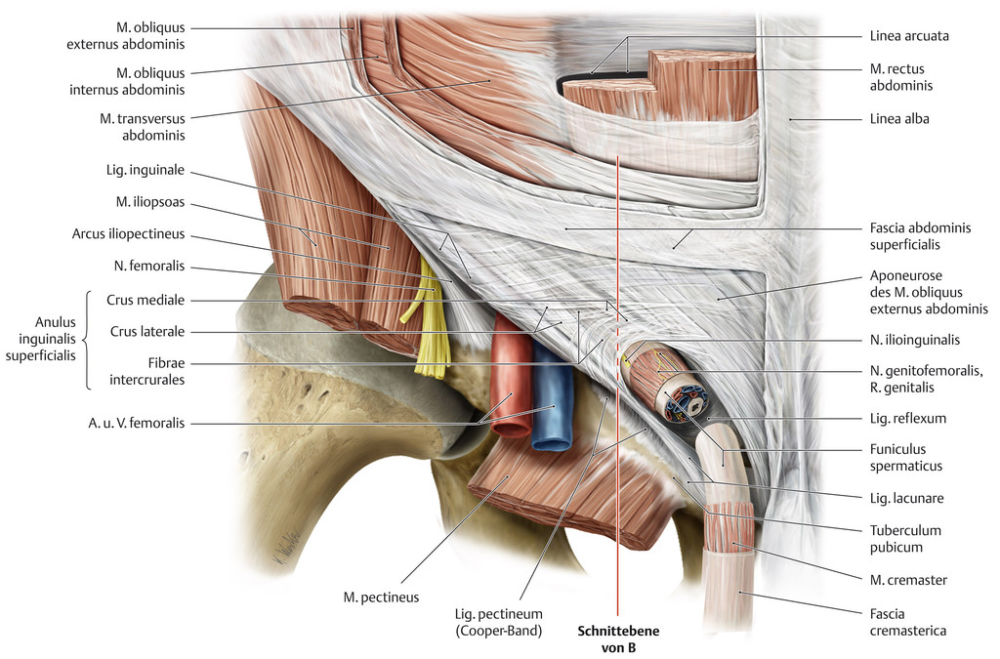 M. obliquus
externus abdominis
M. obliquus
internus abdominis
M. transversus
abdominis
Lig. inguinale
M. iliopsoas
Arcus iliopectineus
N. femoralis
Anulus
inguinalis
superficialis
Crus mediale
Crus laterale
Fibrae
intercrurales
A. u. V. femoralis
M. pectineus
Lig. pectineum
(Cooper-Band)
Schnittebene
von B
Linea arcuata
M. rectus
abdominis
Linea alba
Fascia abdominis
superficialis
Aponeurose
des M. obliquus
externus abdominis
N. ilioinguinalis
N. genitofemoralis,
R. genitalis
Lig. reflexum
Funiculus
spermaticus
Lig. lacunare
Tuberculum
pubicum
M. cremaster
Fascia
cremasterica